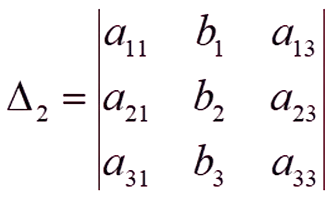 a₁₁ b₁ a₁₃
Δ₂ = a₂₁ b₂ a₂₃
a₃₁ b₃ a₃₃